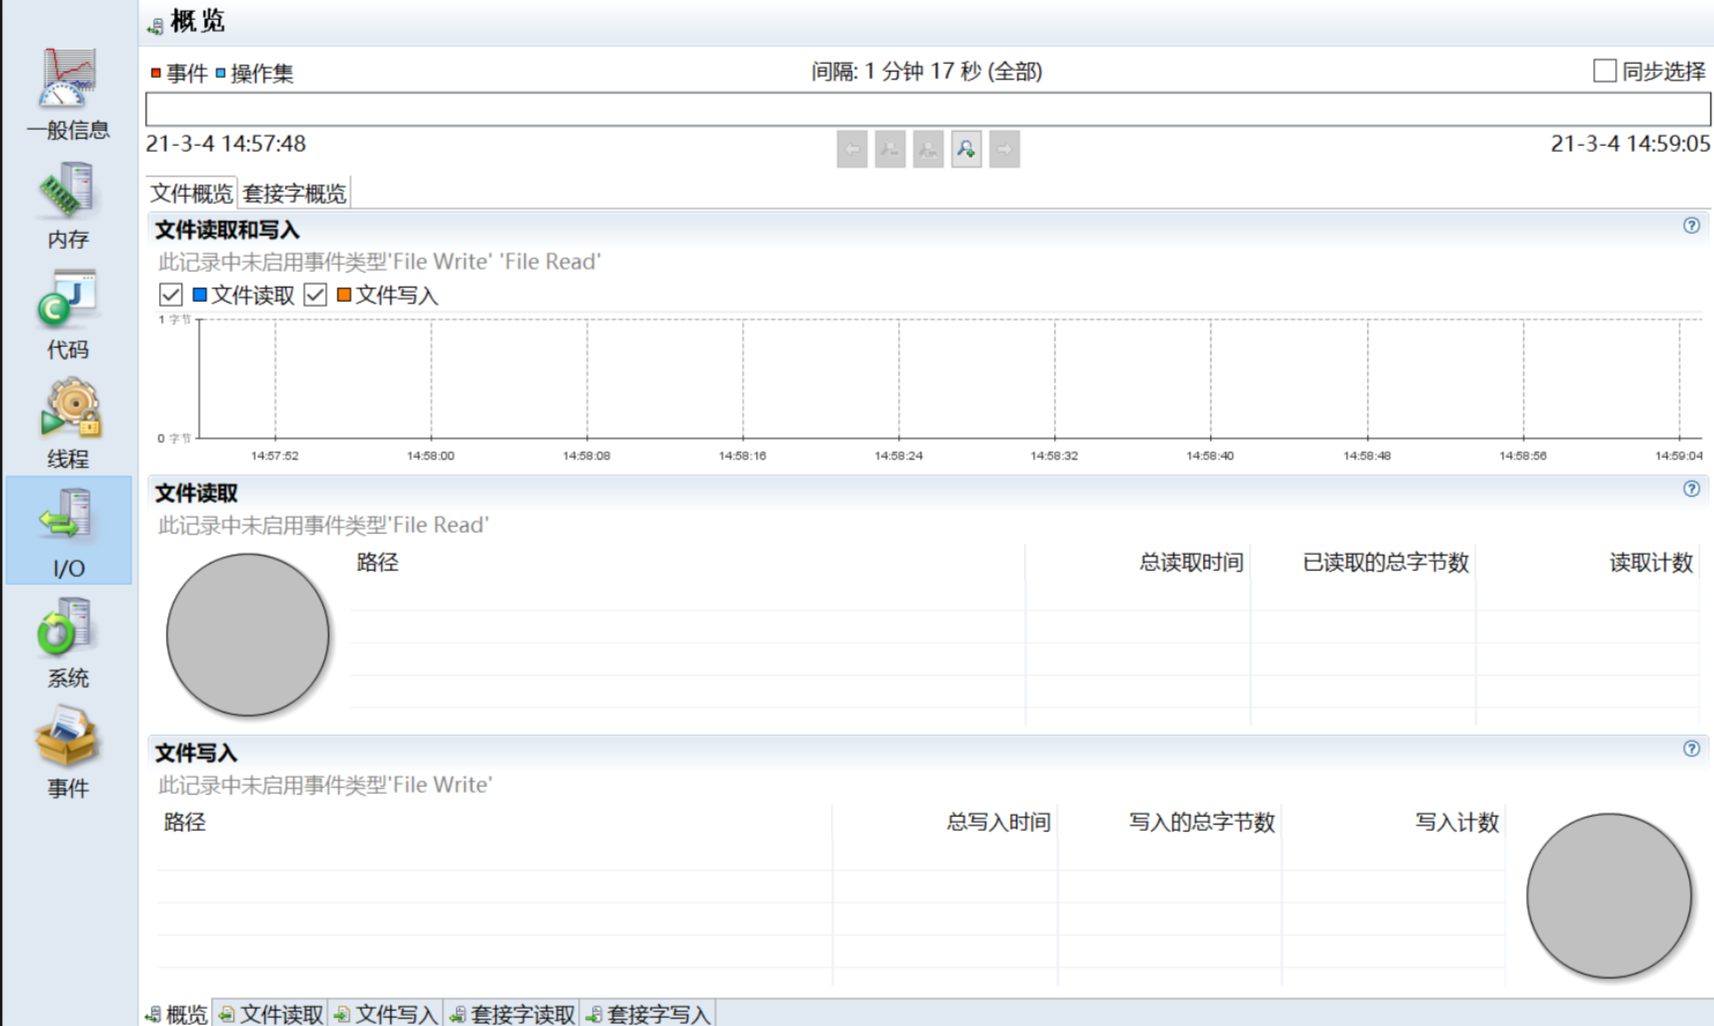 概览
事件 操作集
间隔: 1 分钟 17 秒 (全部)
同步选择
21-3-4 14:57:48
21-3-4 14:59:05
一般信息
内存
代码
线程
I/O
系统
事件
文件概览 套接字概览
文件读取和写入
此记录中未启用事件类型'File Write' 'File Read'
文件读取 文件写入
1 字节
0 字节
14:57:52 14:58:00 14:58:08 14:58:16 14:58:24 14:58:32 14:58:40 14:58:48 14:58:56 14:59:04
文件读取
此记录中未启用事件类型'File Read'
路径 总读取时间 已读取的总字节数 读取计数
文件写入
此记录中未启用事件类型'File Write'
路径 总写入时间 写入的总字节数 写入计数
概览 文件读取 文件写入 套接字读取 套接字写入